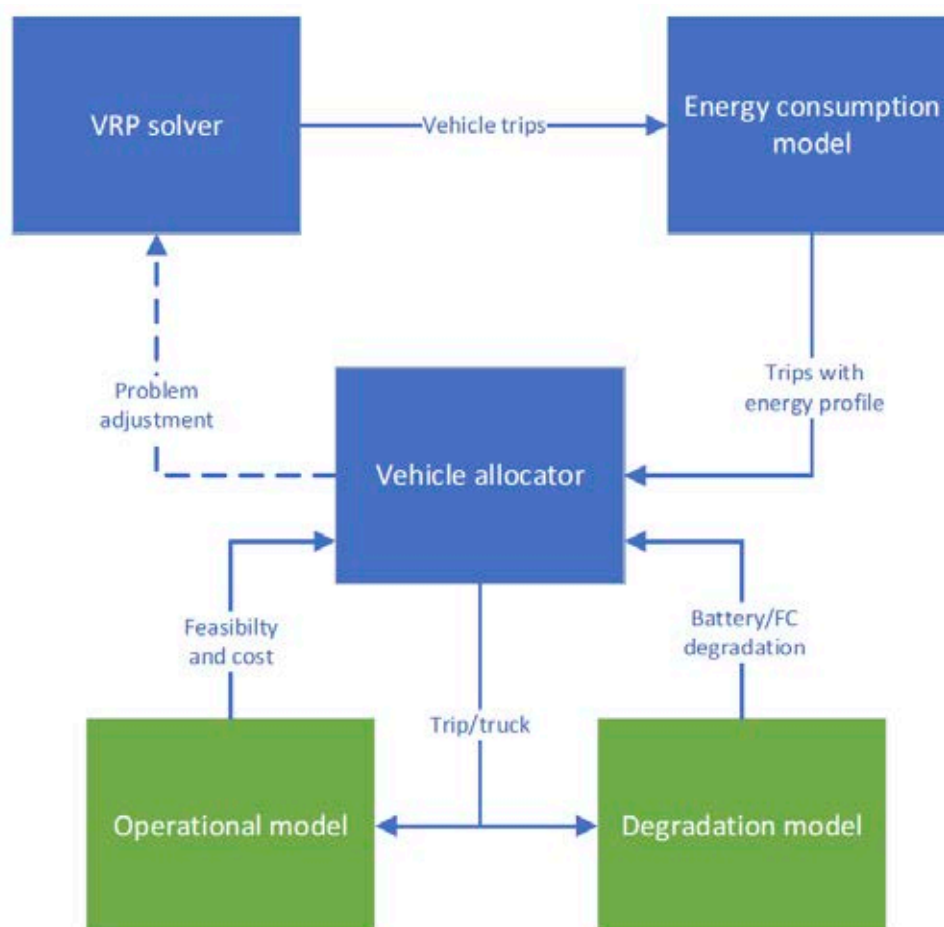 VRP solver
Vehicle trips
Energy consumption
model
Problem
adjustment
Trips with
energy profile
Vehicle allocator
Feasibilty
and cost
Battery/FC
degradation
Trip/truck
Operational model
Degradation model